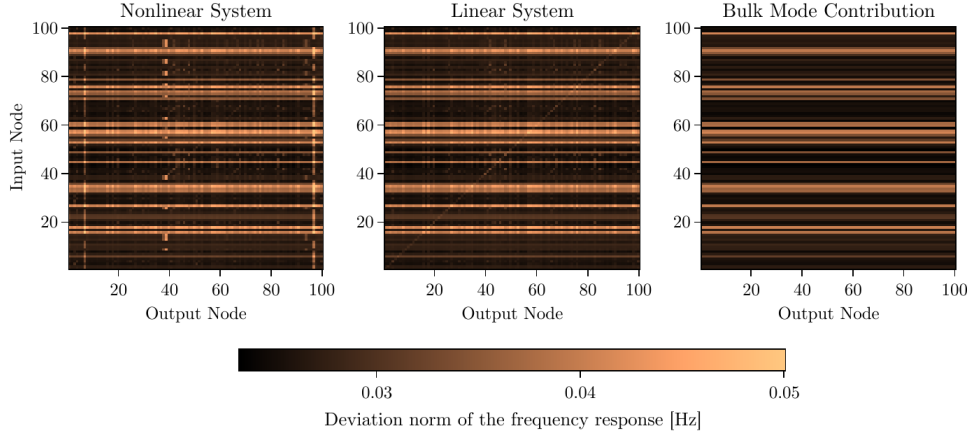 Nonlinear System
Linear System
Bulk Mode Contribution
Input Node
100
80
60
40
20
100
80
60
40
20
100
80
60
40
20
20 40 60 80 100
20 40 60 80 100
20 40 60 80 100
Output Node
Output Node
Output Node
0.03 0.04 0.05
Deviation norm of the frequency response [Hz]